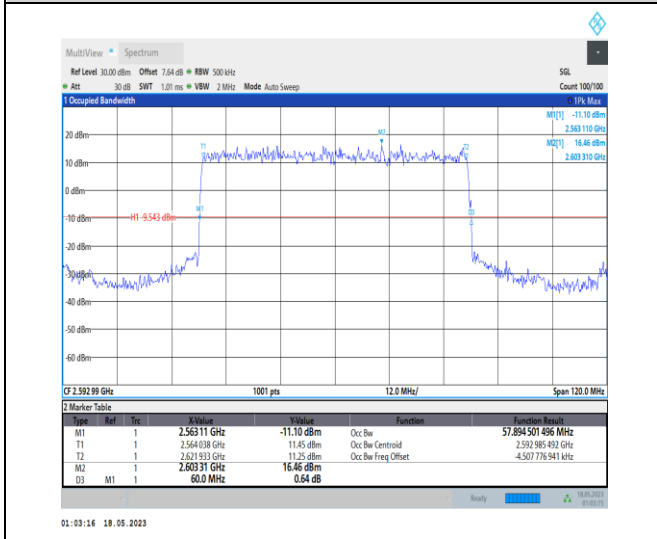 MultiView Spectrum
Ref Level 30.00 dBm Offset 7.64 dB RBW 500 kHz SGL
Att 30 dB SWT 1.01 ms VBW 2 MHz Mode Auto Sweep Count 100/100
1 Occupied Bandwidth 1Pk Max
M1[1] -11.10 dBm
2.563 110 GHz
M2[1] 16.46 dBm
2.603 310 GHz
20 dBm
M2
T1 T2
10 dBm
0 dBm
M1 D3
-10 dBm H1 -9.543 dBm
-20 dBm
-30 dBm
-40 dBm
-50 dBm
-60 dBm
CF 2.592 99 GHz 1001 pts 12.0 MHz/ Span 120.0 MHz
2 Marker Table
Type Ref Trc X-Value Y-Value Function Function Result
M1 1 2.563 11 GHz -11.10 dBm Occ Bw 57.894 501 496 MHz
T1 1 2.564 038 GHz 11.45 dBm Occ Bw Centroid 2.592 985 492 GHz
T2 1 2.621 933 GHz 11.25 dBm Occ Bw Freq Offset -4.507 776 941 kHz
M2 1 2.603 31 GHz 16.46 dBm
D3 M1 1 60.0 MHz 0.64 dB
Ready 18.05.2023
01:03:15
01:03:16 18.05.2023